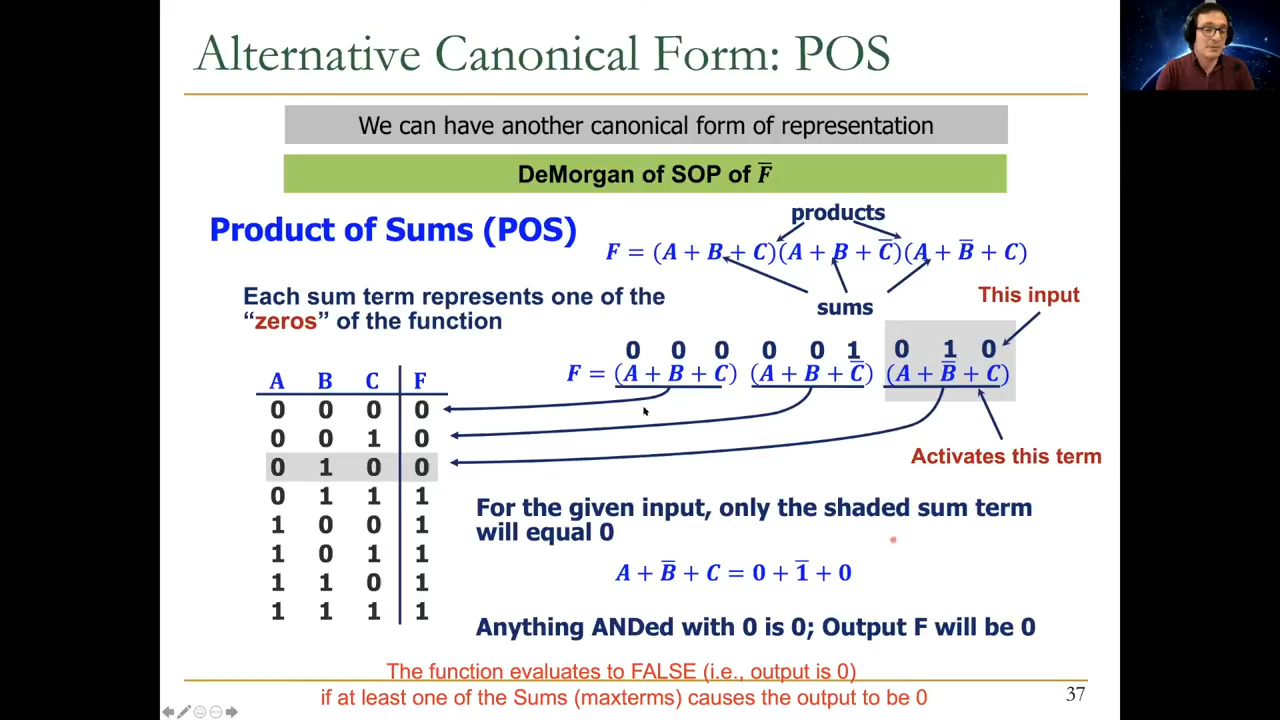 Alternative Canonical Form: POS
We can have another canonical form of representation
DeMorgan of SOP of F̅
Product of Sums (POS)
products
F = (A + B + C)(A + B + C̅)(A + B̅ + C)
sums
Each sum term represents one of the
“zeros” of the function
This input
0 0 0 0 0 1 0 1 0
F = (A + B + C) (A + B + C̅) (A + B̅ + C)
Activates this term
A B C F
0 0 0 0
0 0 1 0
0 1 0 0
0 1 1 1
1 0 0 1
1 0 1 1
1 1 0 1
1 1 1 1
For the given input, only the shaded sum term
will equal 0
A + B̅ + C = 0 + 1̅ + 0
Anything ANDed with 0 is 0; Output F will be 0
The function evaluates to FALSE (i.e., output is 0)
if at least one of the Sums (maxterms) causes the output to be 0
37